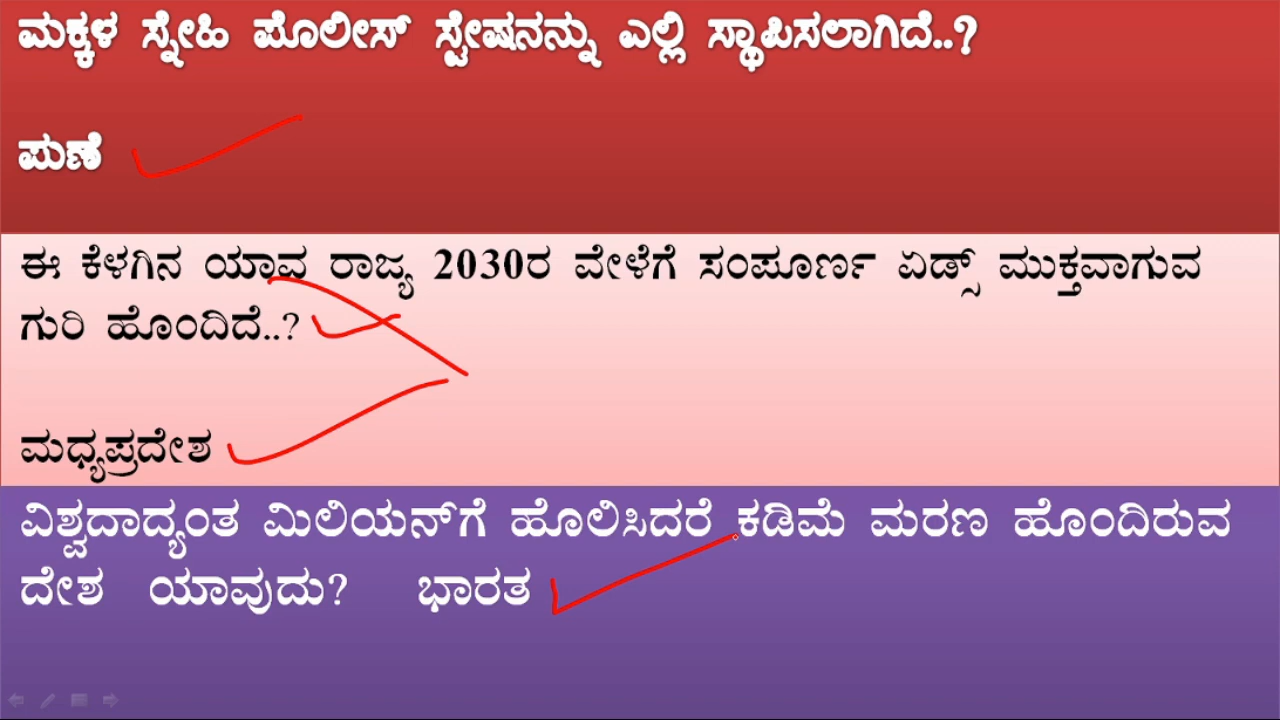 ಮಕ್ಕಳ ಸ್ನೇಹಿ ಪೊಲೀಸ್ ಸ್ಟೇಷನನ್ನು ಎಲ್ಲಿ ಸ್ಥಾಪಿಸಲಾಗಿದೆ..?
ಪುಣೆ
ಈ ಕೆಳಗಿನ ಯಾವ ರಾಜ್ಯ 2030ರ ವೇಳೆಗೆ ಸಂಪೂರ್ಣ ಏಡ್ಸ್ ಮುಕ್ತವಾಗುವ
ಗುರಿ ಹೊಂದಿದೆ..?
ಮಧ್ಯಪ್ರದೇಶ
ವಿಶ್ವದಾದ್ಯಂತ ಮಿಲಿಯನ್‌ಗೆ ಹೊಲಿಸಿದರೆ ಕಡಿಮೆ ಮರಣ ಹೊಂದಿರುವ
ದೇಶ ಯಾವುದು? ಭಾರತ